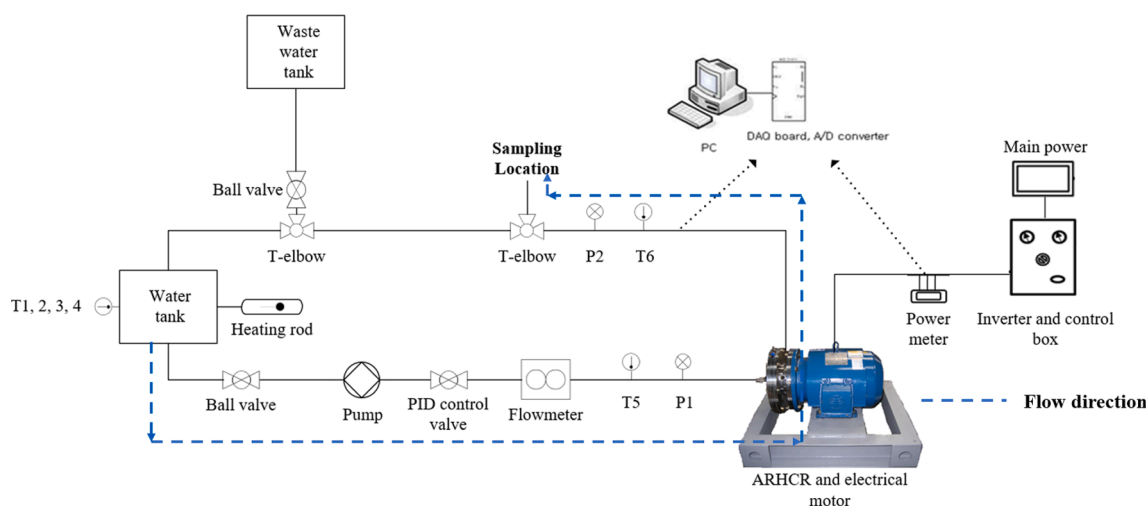 Waste
water
tank
Ball valve
T-elbow
Sampling
Location
T-elbow
P2
T6
PC
DAQ board, A/D converter
Main power
Inverter and control
box
Power
meter
T1, 2, 3, 4
Water
tank
Heating rod
Ball valve
Pump
PID control
valve
Flowmeter
T5
P1
ARHCR and electrical
motor
Flow direction